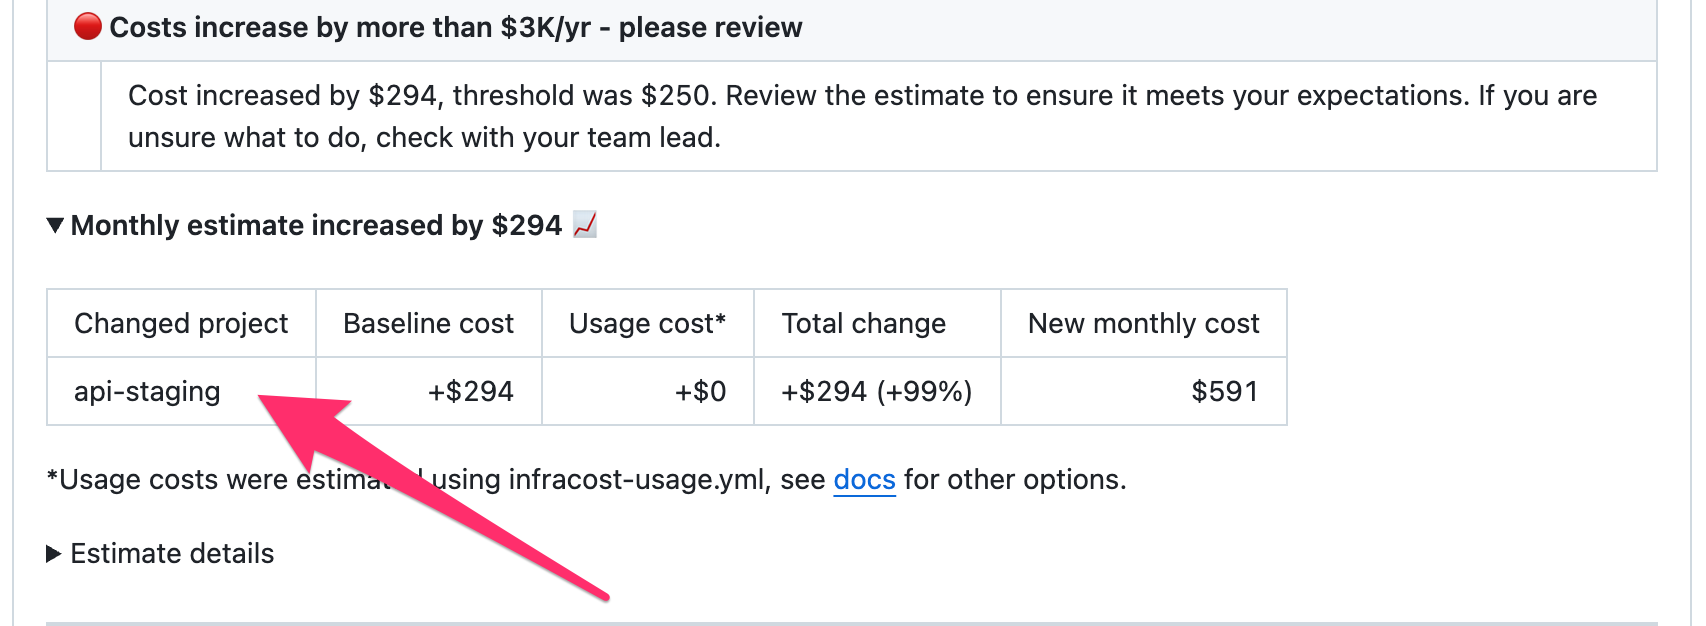 Costs increase by more than $3K/yr - please review
Cost increased by $294, threshold was $250. Review the estimate to ensure it meets your expectations. If you are
unsure what to do, check with your team lead.
Monthly estimate increased by $294
Changed project Baseline cost Usage cost* Total change New monthly cost
api-staging +$294 +$0 +$294 (+99%) $591
*Usage costs were using infracost-usage.yml, see docs for other options.
Estimate details